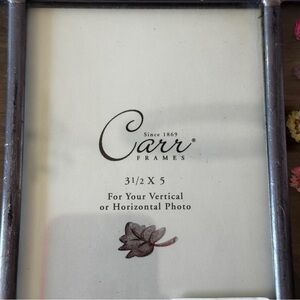 Since 1869
Carr®
FRAMES
3 1/2 X 5
For Your Vertical
or Horizontal Photo